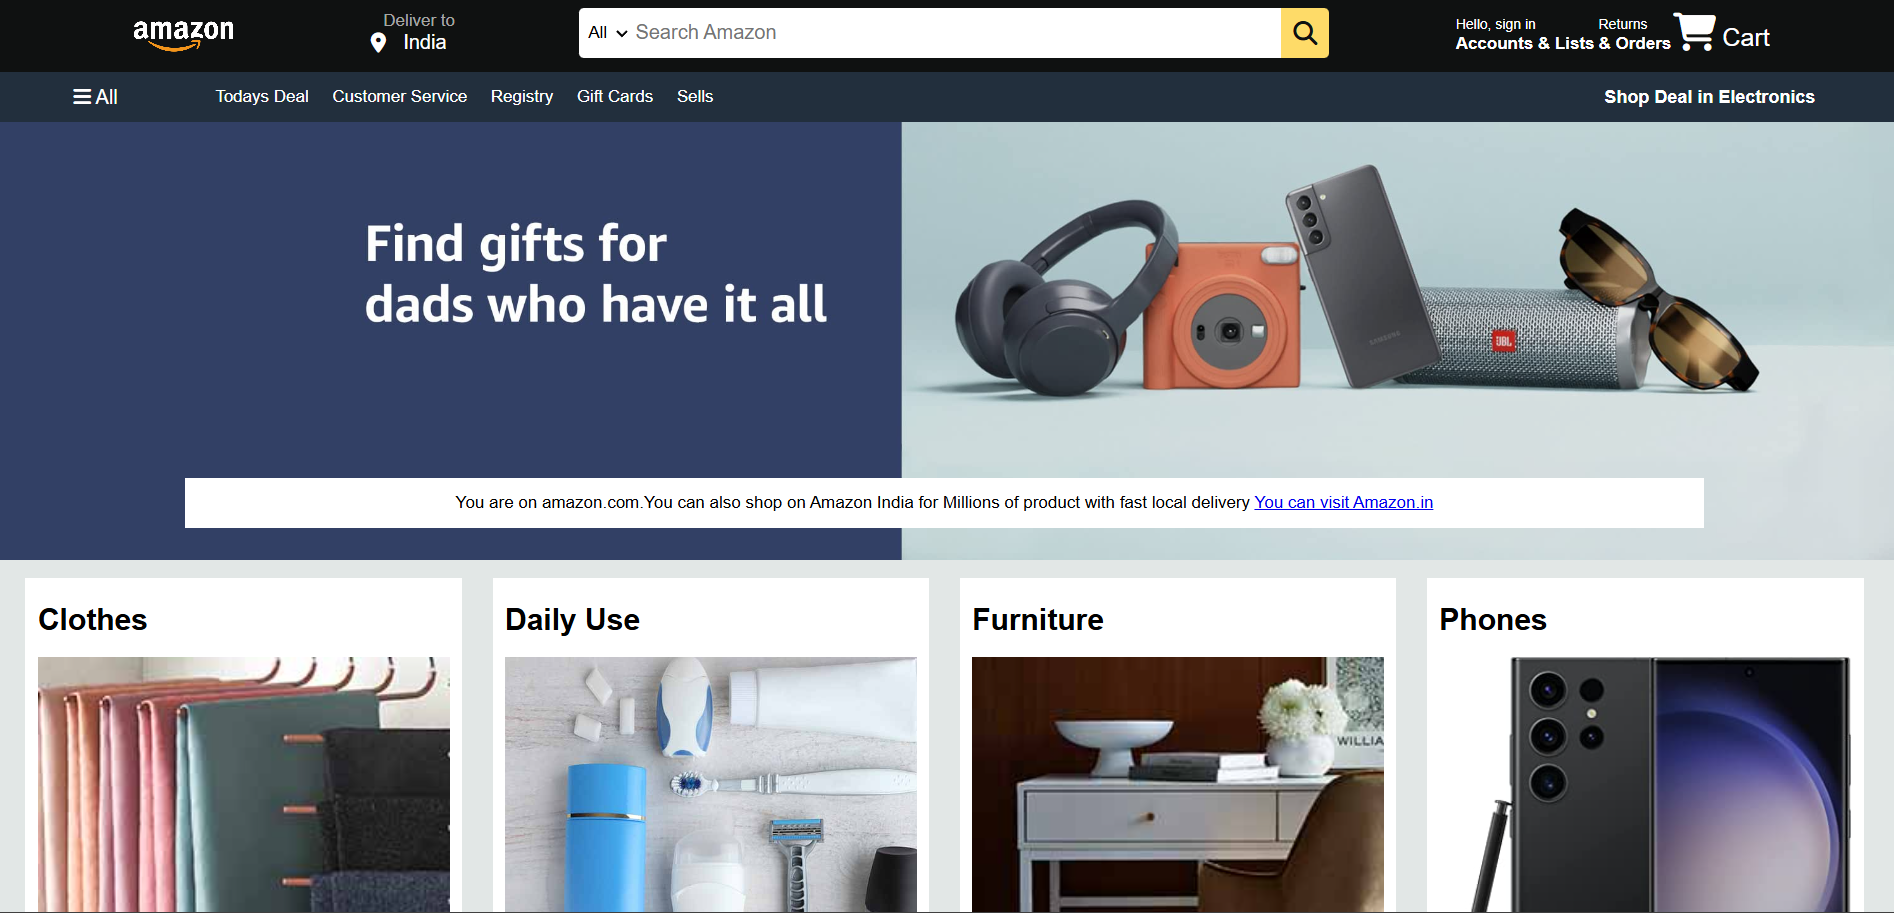 amazon
Deliver to
India
All Search Amazon
Hello, sign in
Accounts & Lists
Returns
& Orders
Cart
All
Todays Deal Customer Service Registry Gift Cards Sells
Shop Deal in Electronics
Find gifts for
dads who have it all
SAMSUNG
JBL
You are on amazon.com.You can also shop on Amazon India for Millions of product with fast local delivery You can visit Amazon.in
Clothes
Daily Use
Furniture
WILLIA
Phones